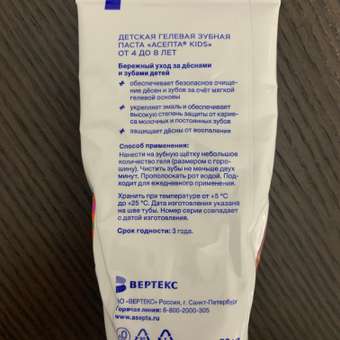 ДЕТСКАЯ ГЕЛЕВАЯ ЗУБНАЯ
ПАСТА «АСЕПТА® KIDS»
ОТ 4 ДО 8 ЛЕТ
Бережный уход за дёснами
и зубами детей
обеспечивает безопасное очище-
ние дёсен и зубов за счёт мягкой
гелевой основы
укрепляет эмаль и обеспечивает
высокую степень защиты от карие-
са молочных и постоянных зубов
защищает дёсны от воспаления
Способ применения:
Нанести на зубную щётку небольшое
количество геля (размером с горо-
шину). Чистить зубы не меньше двух
минут. Прополоскать рот водой. Под-
ходит для ежедневного применения.
Хранить при температуре от +5 °С
до +25 °С. Дата изготовления указана
на шве тубы. Номер серии совпадает
с датой изготовления.
Срок годности: 3 года.
ВЕРТЕКС
АО «ВЕРТЕКС» Россия, г. Санкт-Петербург
Горячая линия: 8-800-2000-305
www.asepta.ru